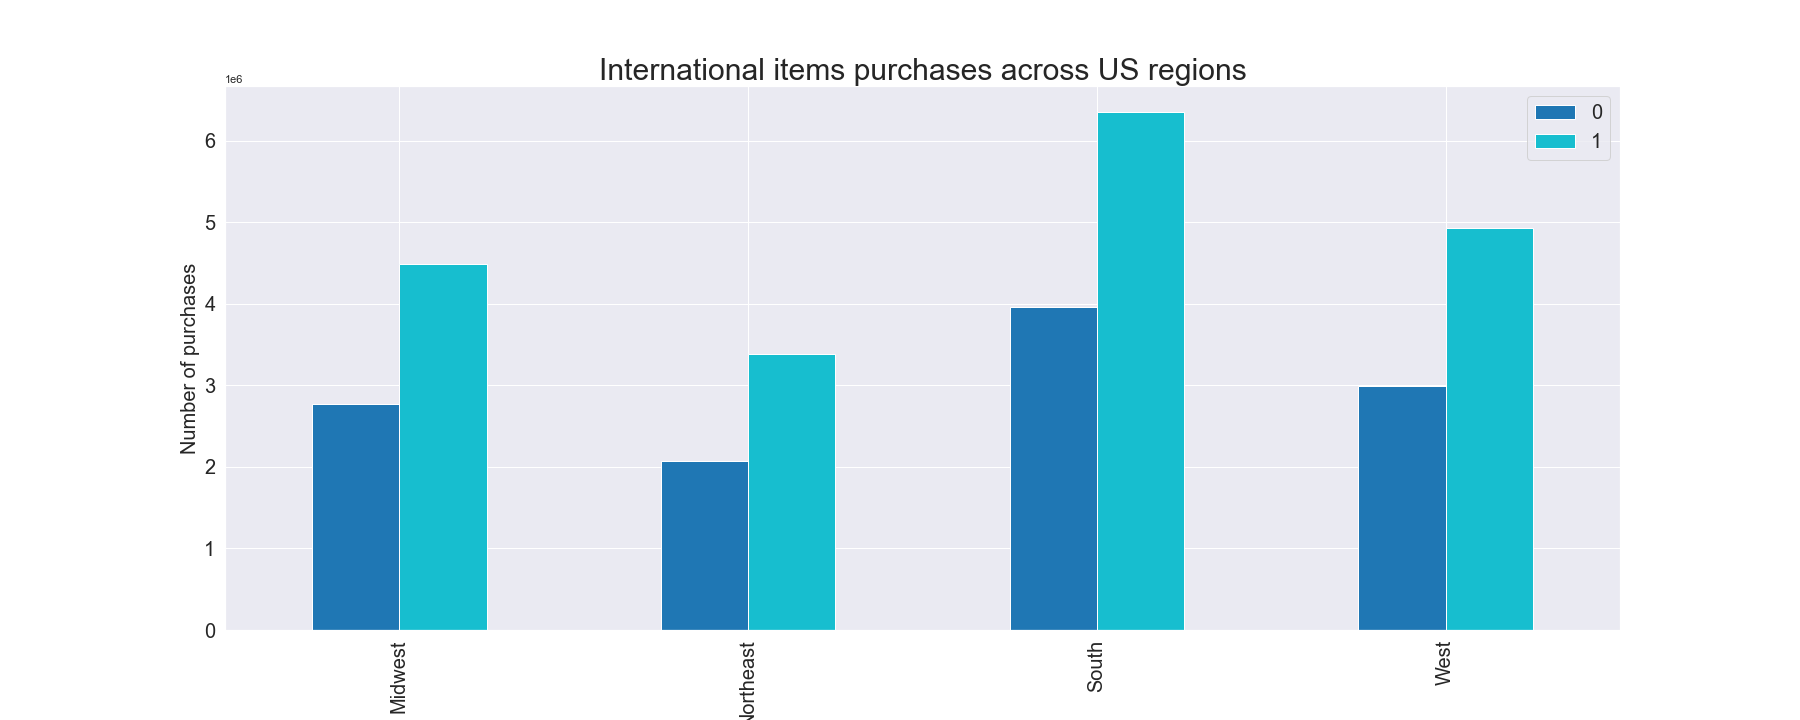 International items purchases across US regions
1e6
0
1
6
5
4
3
2
1
0
Number of purchases
Midwest
Northeast
South
West